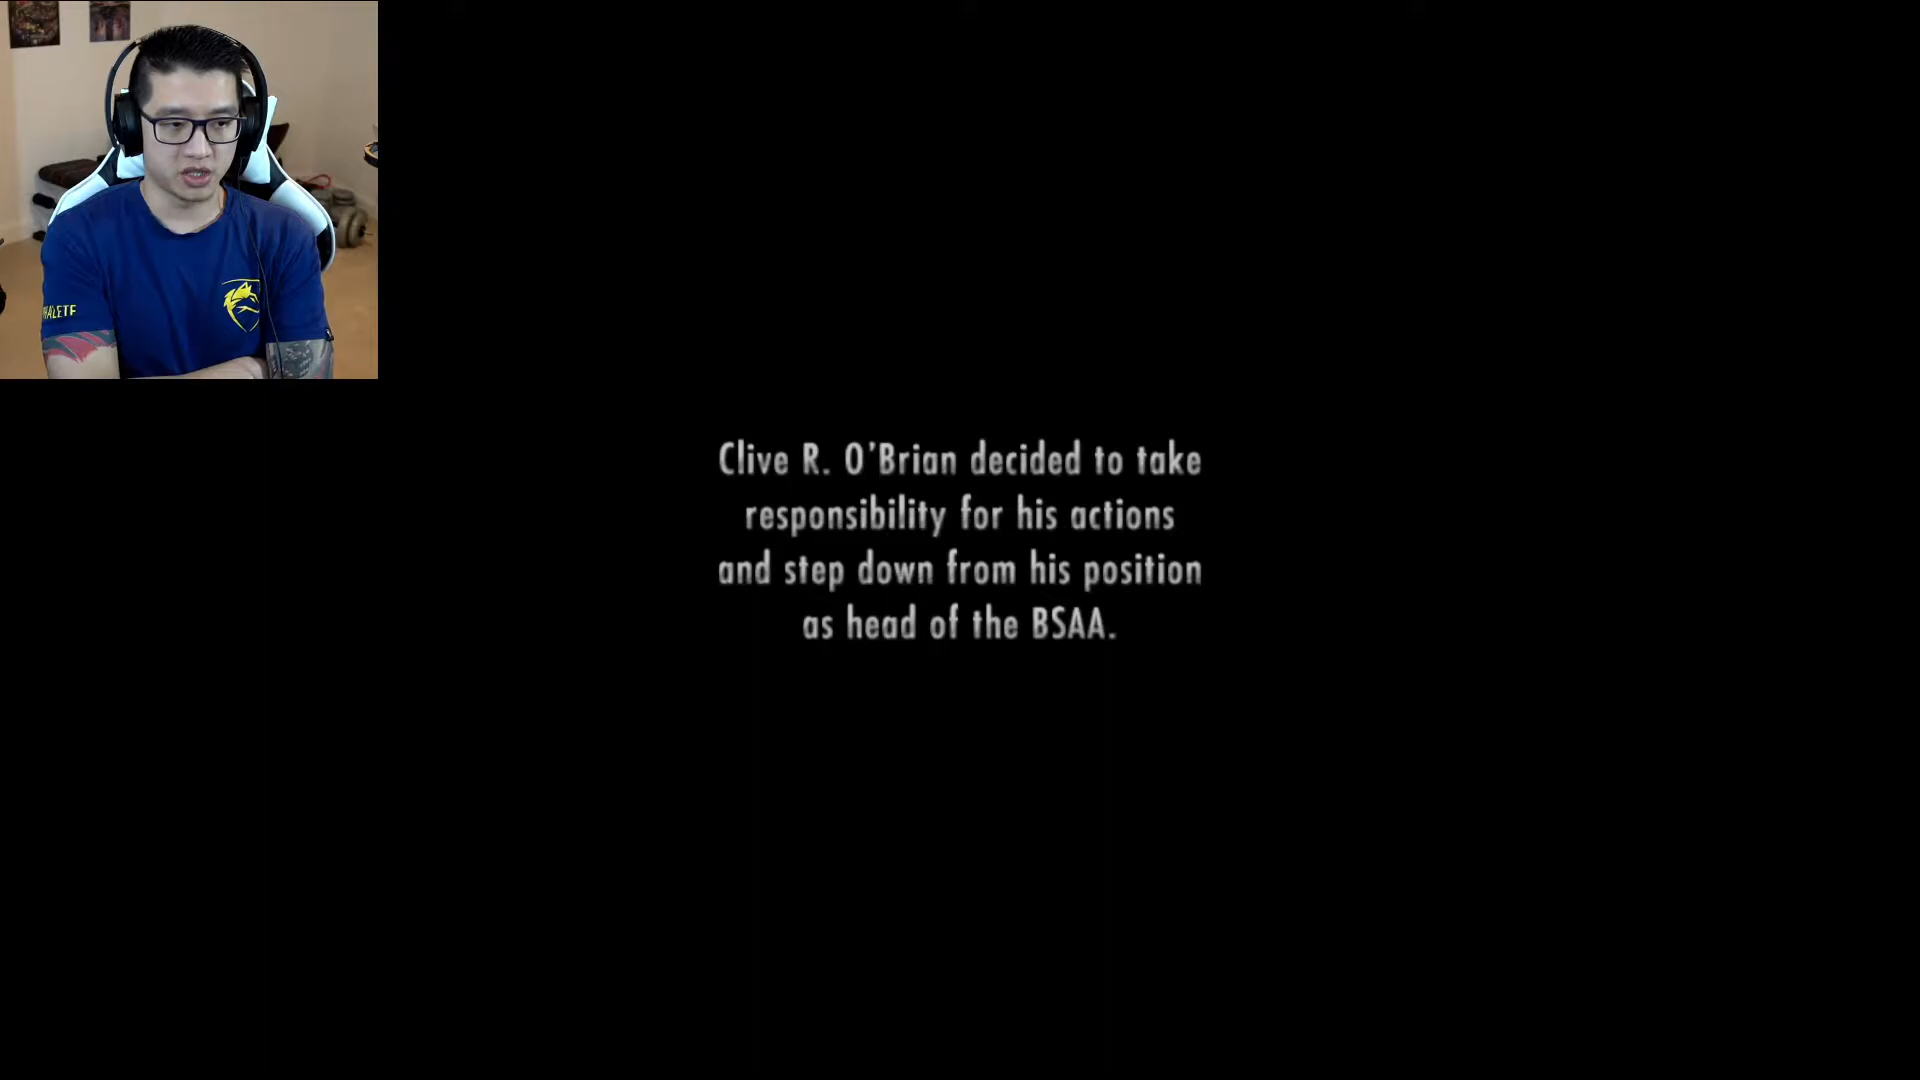 Clive R. O'Brian decided to take
responsibility for his actions
and step down from his position
as head of the BSAA.
HALETE